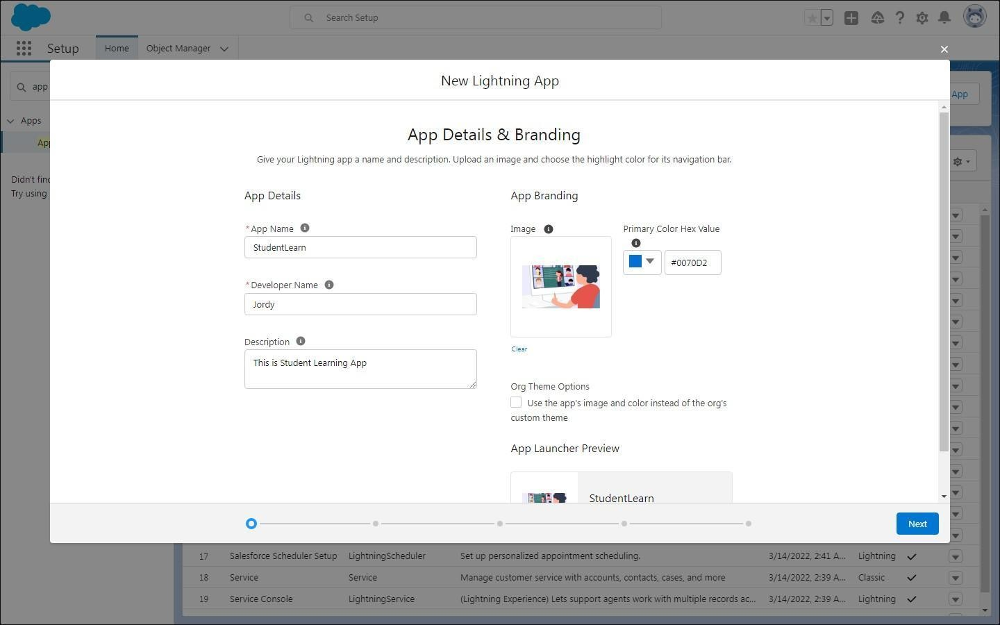 Search Setup
Setup
Home
Object Manager
New Lightning App
app
App
Apps
App
App Details & Branding
Give your Lightning app a name and description. Upload an image and choose the highlight color for its navigation bar.
Didn't find
Try using
App Details
App Branding
*App Name
Image
Primary Color Hex Value
StudentLearn
#0070D2
*Developer Name
Jordy
Description
Clear
This is Student Learning App
Org Theme Options
Use the app's image and color instead of the org's
custom theme
App Launcher Preview
StudentLearn
Next
17 Salesforce Scheduler Setup LightningScheduler Set up personalized appointment scheduling. 3/14/2022, 2:41 A... Lightning
18 Service Service Manage customer service with accounts, contacts, cases, and more 3/14/2022, 2:39 A... Classic
19 Service Console LightningService (Lightning Experience) Lets support agents work with multiple records ac... 3/14/2022, 2:39 A... Lightning